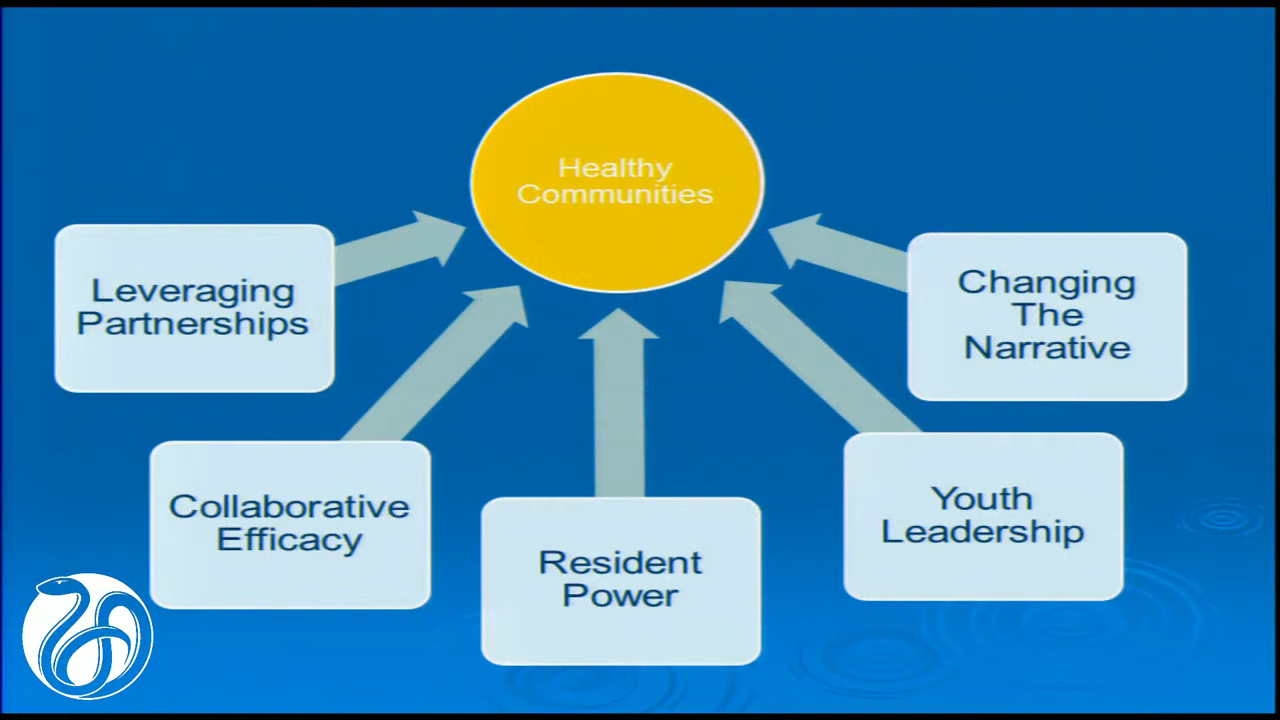 Healthy
Communities
Leveraging
Partnerships
Collaborative
Efficacy
Resident
Power
Youth
Leadership
Changing
The
Narrative